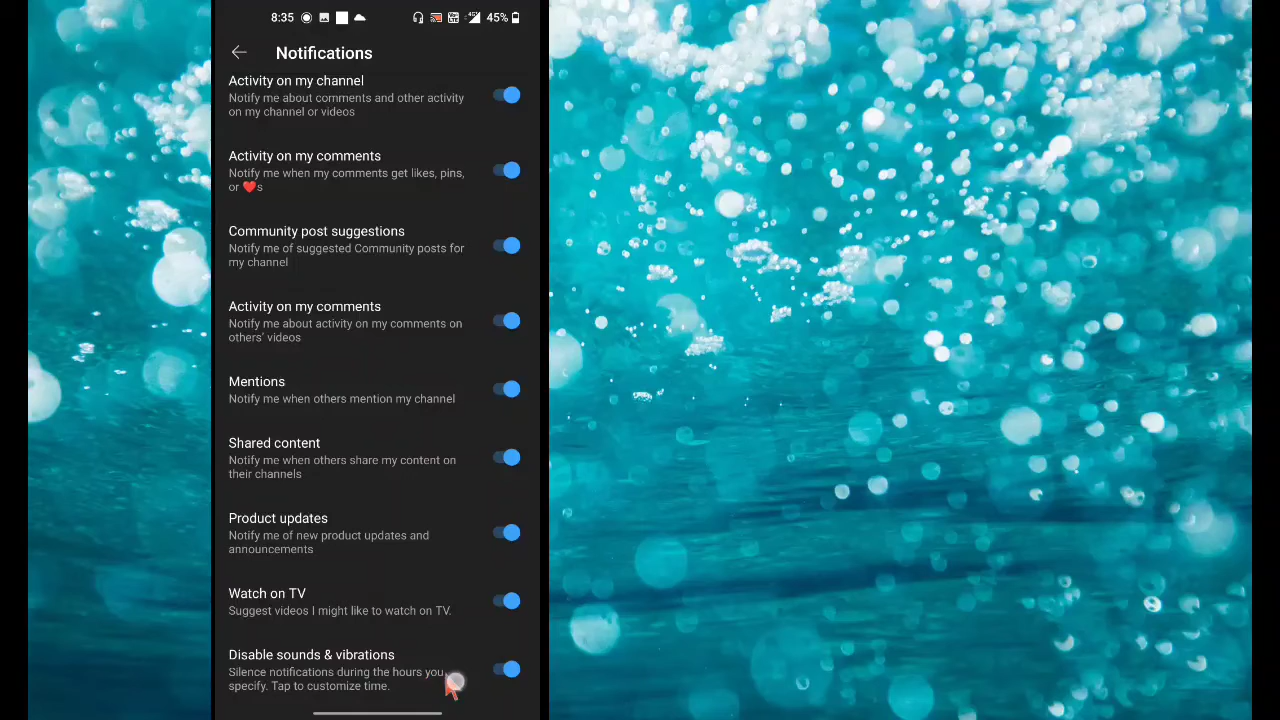 8:35 45%
Notifications
Activity on my channel
Notify me about comments and other activity
on my channel or videos
Activity on my comments
Notify me when my comments get likes, pins,
or ❤️s
Community post suggestions
Notify me of suggested Community posts for
my channel
Activity on my comments
Notify me about activity on my comments on
others' videos
Mentions
Notify me when others mention my channel
Shared content
Notify me when others share my content on
their channels
Product updates
Notify me of new product updates and
announcements
Watch on TV
Suggest videos I might like to watch on TV.
Disable sounds & vibrations
Silence notifications during the hours you
specify. Tap to customize time.